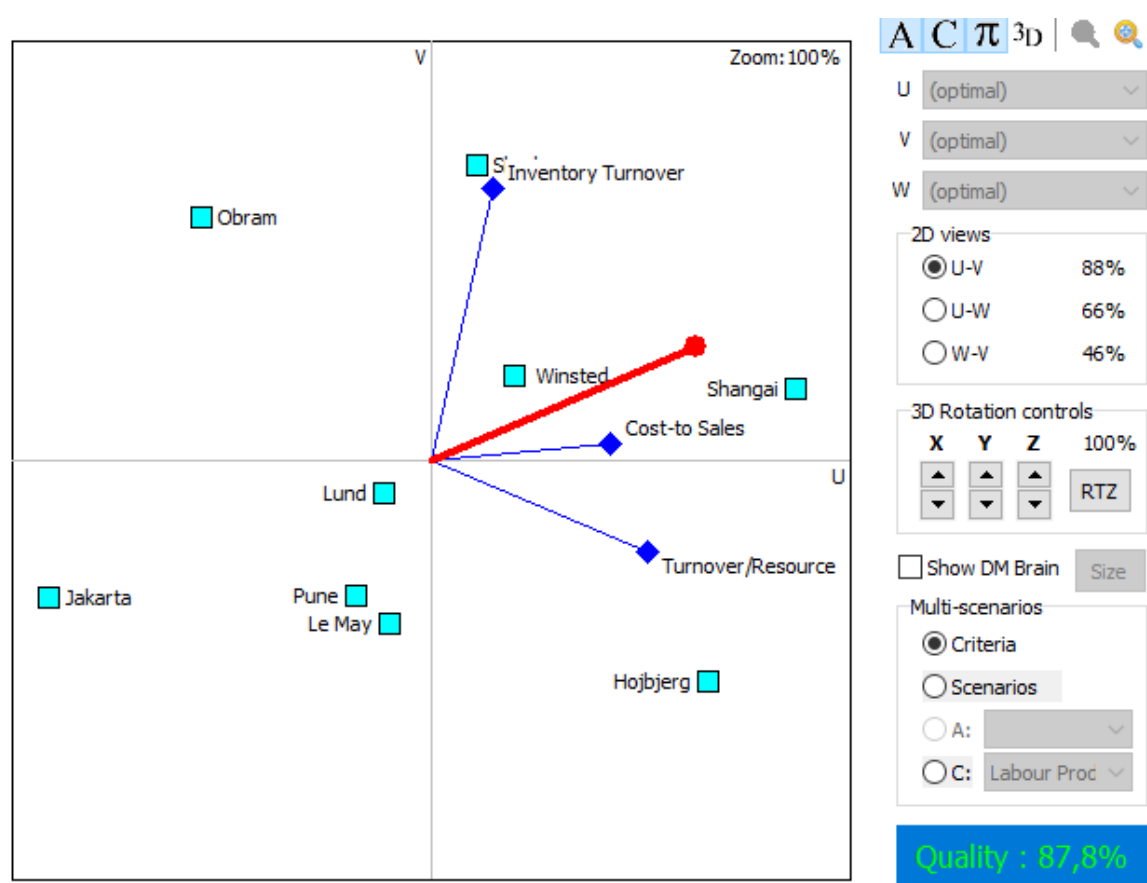 A C π 3D
V
Zoom:100%
U (optimal)
V (optimal)
W (optimal)
Inventory Turnover
Obram
2D views
U-V 88%
U-W 66%
W-V 46%
Winsted
Shangai
Cost-to Sales
U
3D Rotation controls
X Y Z 100%
RTZ
Lund
Turnover/Resource
Show DM Brain Size
Jakarta
Pune
Le May
Multi-scenarios
Criteria
Hojbjerg
Scenarios
A:
C: Labour Prod
Quality : 87,8%